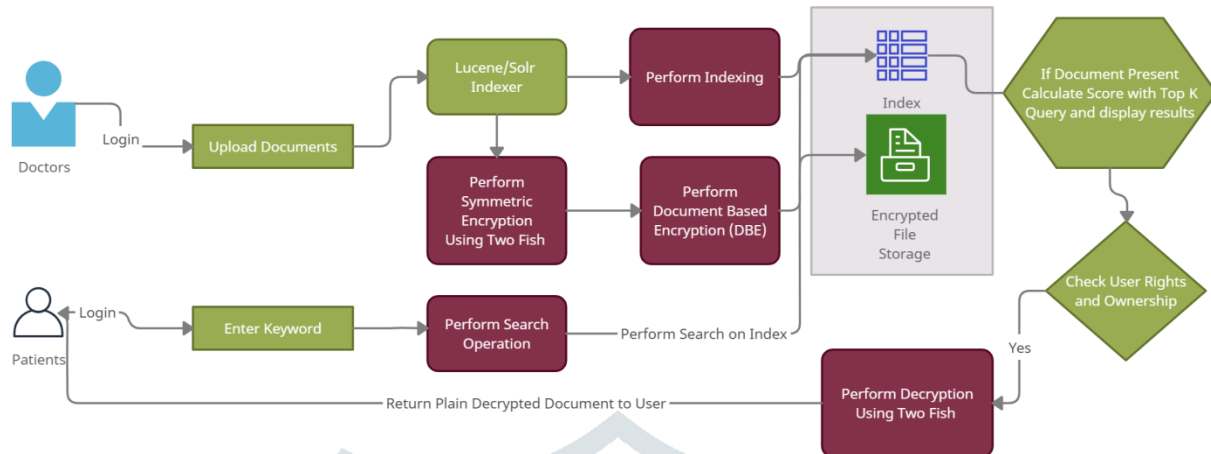 Doctors
Login
Upload Documents
Lucene/Solr
Indexer
Perform Indexing
Perform
Symmetric
Encryption
Using Two Fish
Perform
Document Based
Encryption (DBE)
Index
Encrypted
File
Storage
If Document Present
Calculate Score with Top K
Query and display results
Check User Rights
and Ownership
Yes
Patients
Login
Enter Keyword
Perform Search
Operation
Perform Search on Index
Perform Decryption
Using Two Fish
Return Plain Decrypted Document to User